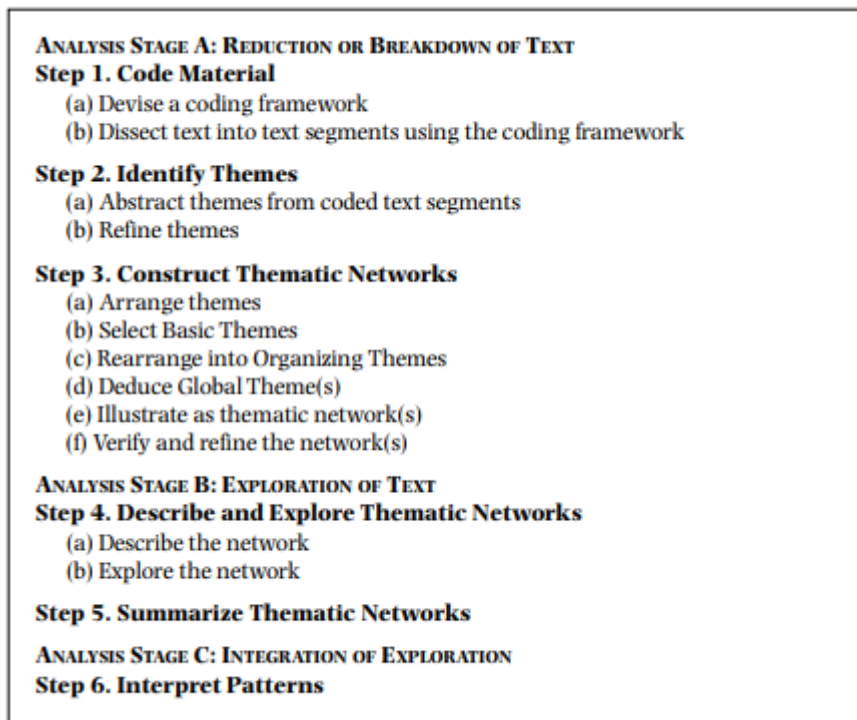 ANALYSIS STAGE A: REDUCTION OR BREAKDOWN OF TEXT
Step 1. Code Material
(a) Devise a coding framework
(b) Dissect text into text segments using the coding framework
Step 2. Identify Themes
(a) Abstract themes from coded text segments
(b) Refine themes
Step 3. Construct Thematic Networks
(a) Arrange themes
(b) Select Basic Themes
(c) Rearrange into Organizing Themes
(d) Deduce Global Theme(s)
(e) Illustrate as thematic network(s)
(f) Verify and refine the network(s)
ANALYSIS STAGE B: EXPLORATION OF TEXT
Step 4. Describe and Explore Thematic Networks
(a) Describe the network
(b) Explore the network
Step 5. Summarize Thematic Networks
ANALYSIS STAGE C: INTEGRATION OF EXPLORATION
Step 6. Interpret Patterns